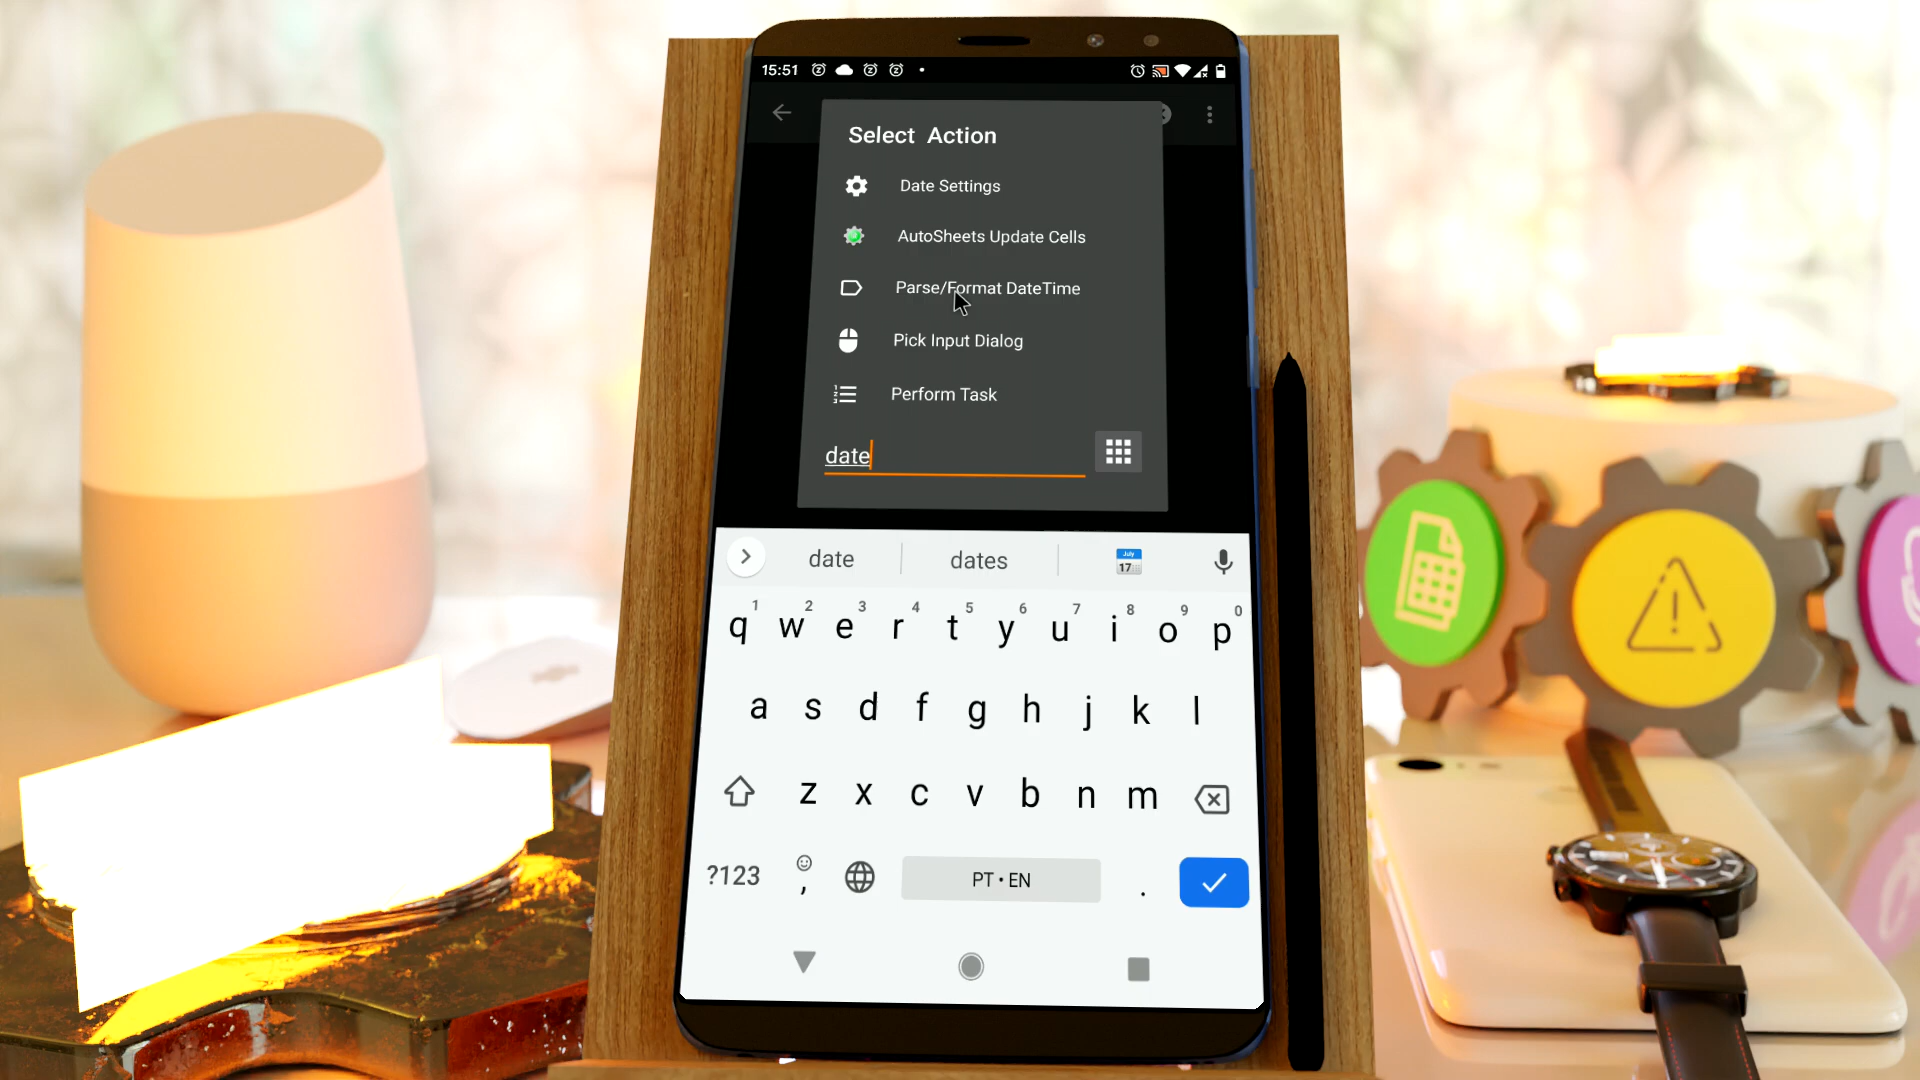 15:51
Select Action
Date Settings
AutoSheets Update Cells
Parse/Format DateTime
Pick Input Dialog
Perform Task
date
date dates July 17
1 2 3 4 5 6 7 8 9 0
q w e r t y u i o p
a s d f g h j k l
z x c v b n m
?123 , PT • EN .